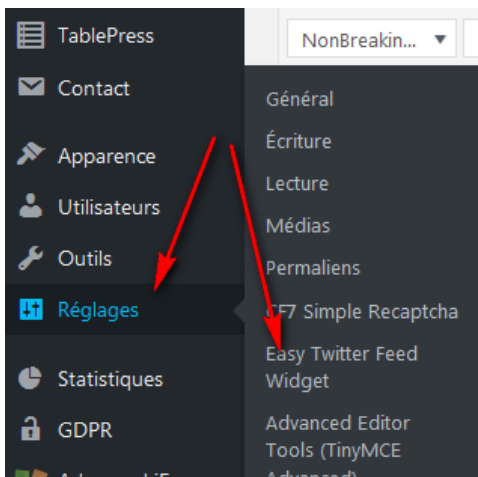 TablePress
Contact
Apparence
Utilisateurs
Outils
Réglages
Statistiques
GDPR
NonBreakin...
Général
Écriture
Lecture
Médias
Permaliens
CF7 Simple Recaptcha
Easy Twitter Feed
Widget
Advanced Editor
Tools (TinyMCE
Advanced)